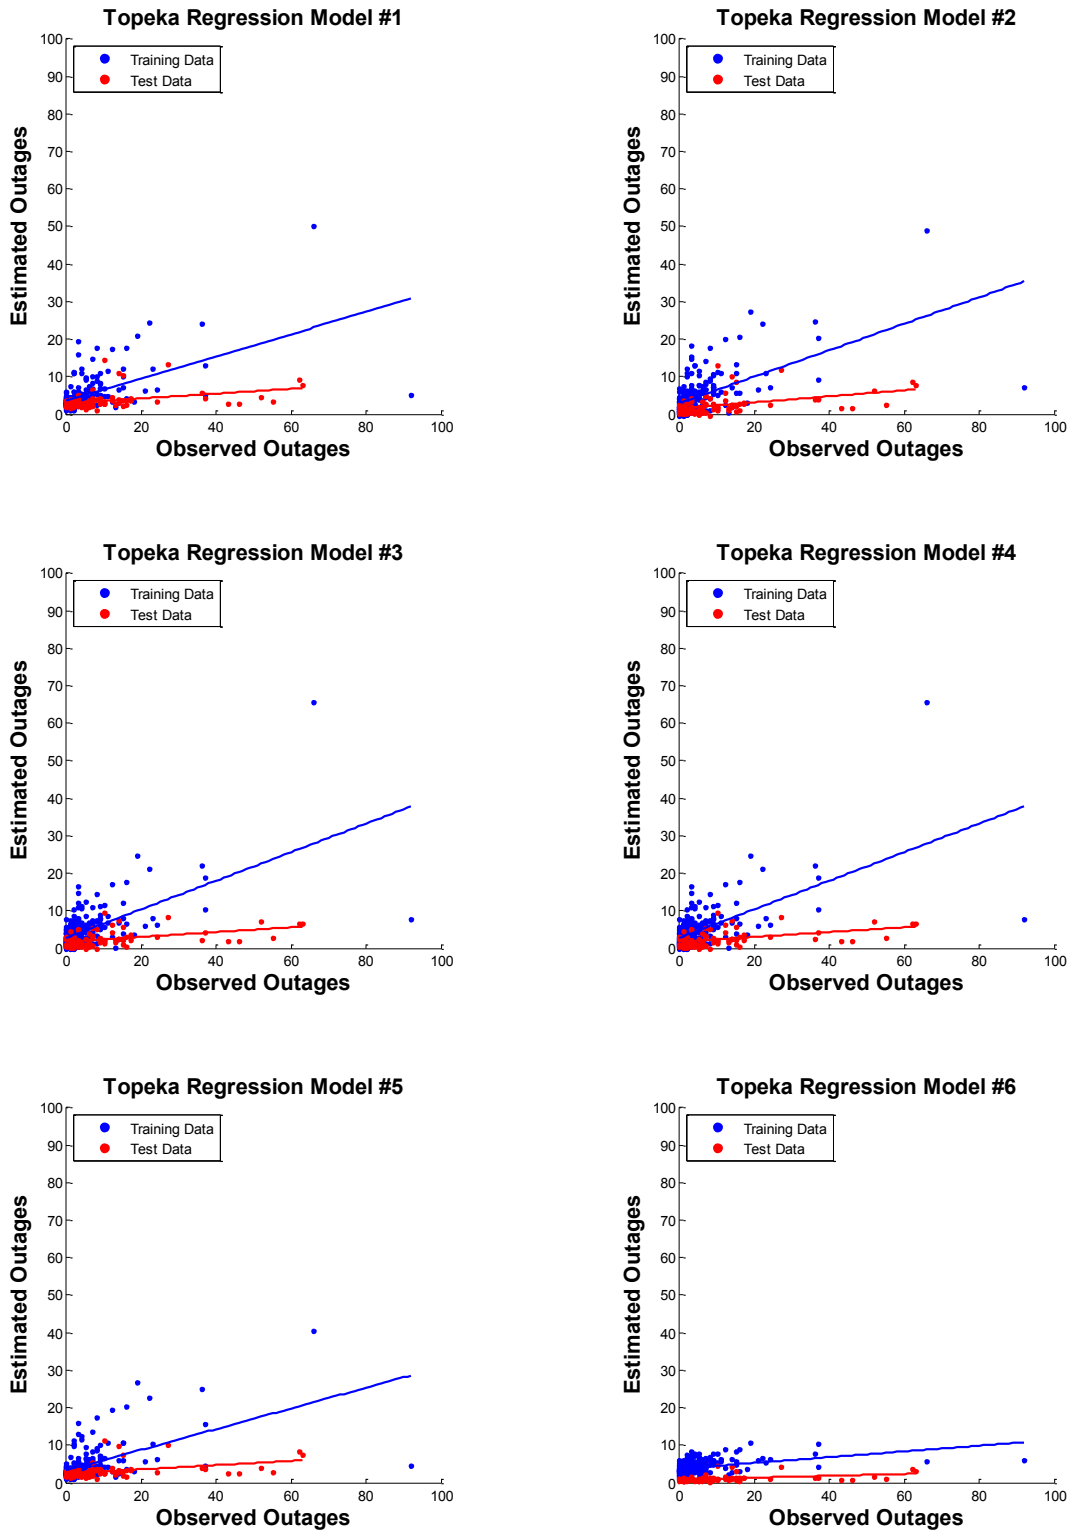 Topeka Regression Model #1
100
90
80
70
60
50
40
30
20
10
0
Estimated Outages
Training Data
Test Data
0 20 40 60 80 100
Observed Outages
Topeka Regression Model #2
100
90
80
70
60
50
40
30
20
10
0
Estimated Outages
Training Data
Test Data
0 20 40 60 80 100
Observed Outages
Topeka Regression Model #3
100
90
80
70
60
50
40
30
20
10
0
Estimated Outages
Training Data
Test Data
0 20 40 60 80 100
Observed Outages
Topeka Regression Model #4
100
90
80
70
60
50
40
30
20
10
0
Estimated Outages
Training Data
Test Data
0 20 40 60 80 100
Observed Outages
Topeka Regression Model #5
100
90
80
70
60
50
40
30
20
10
0
Estimated Outages
Training Data
Test Data
0 20 40 60 80 100
Observed Outages
Topeka Regression Model #6
100
90
80
70
60
50
40
30
20
10
0
Estimated Outages
Training Data
Test Data
0 20 40 60 80 100
Observed Outages